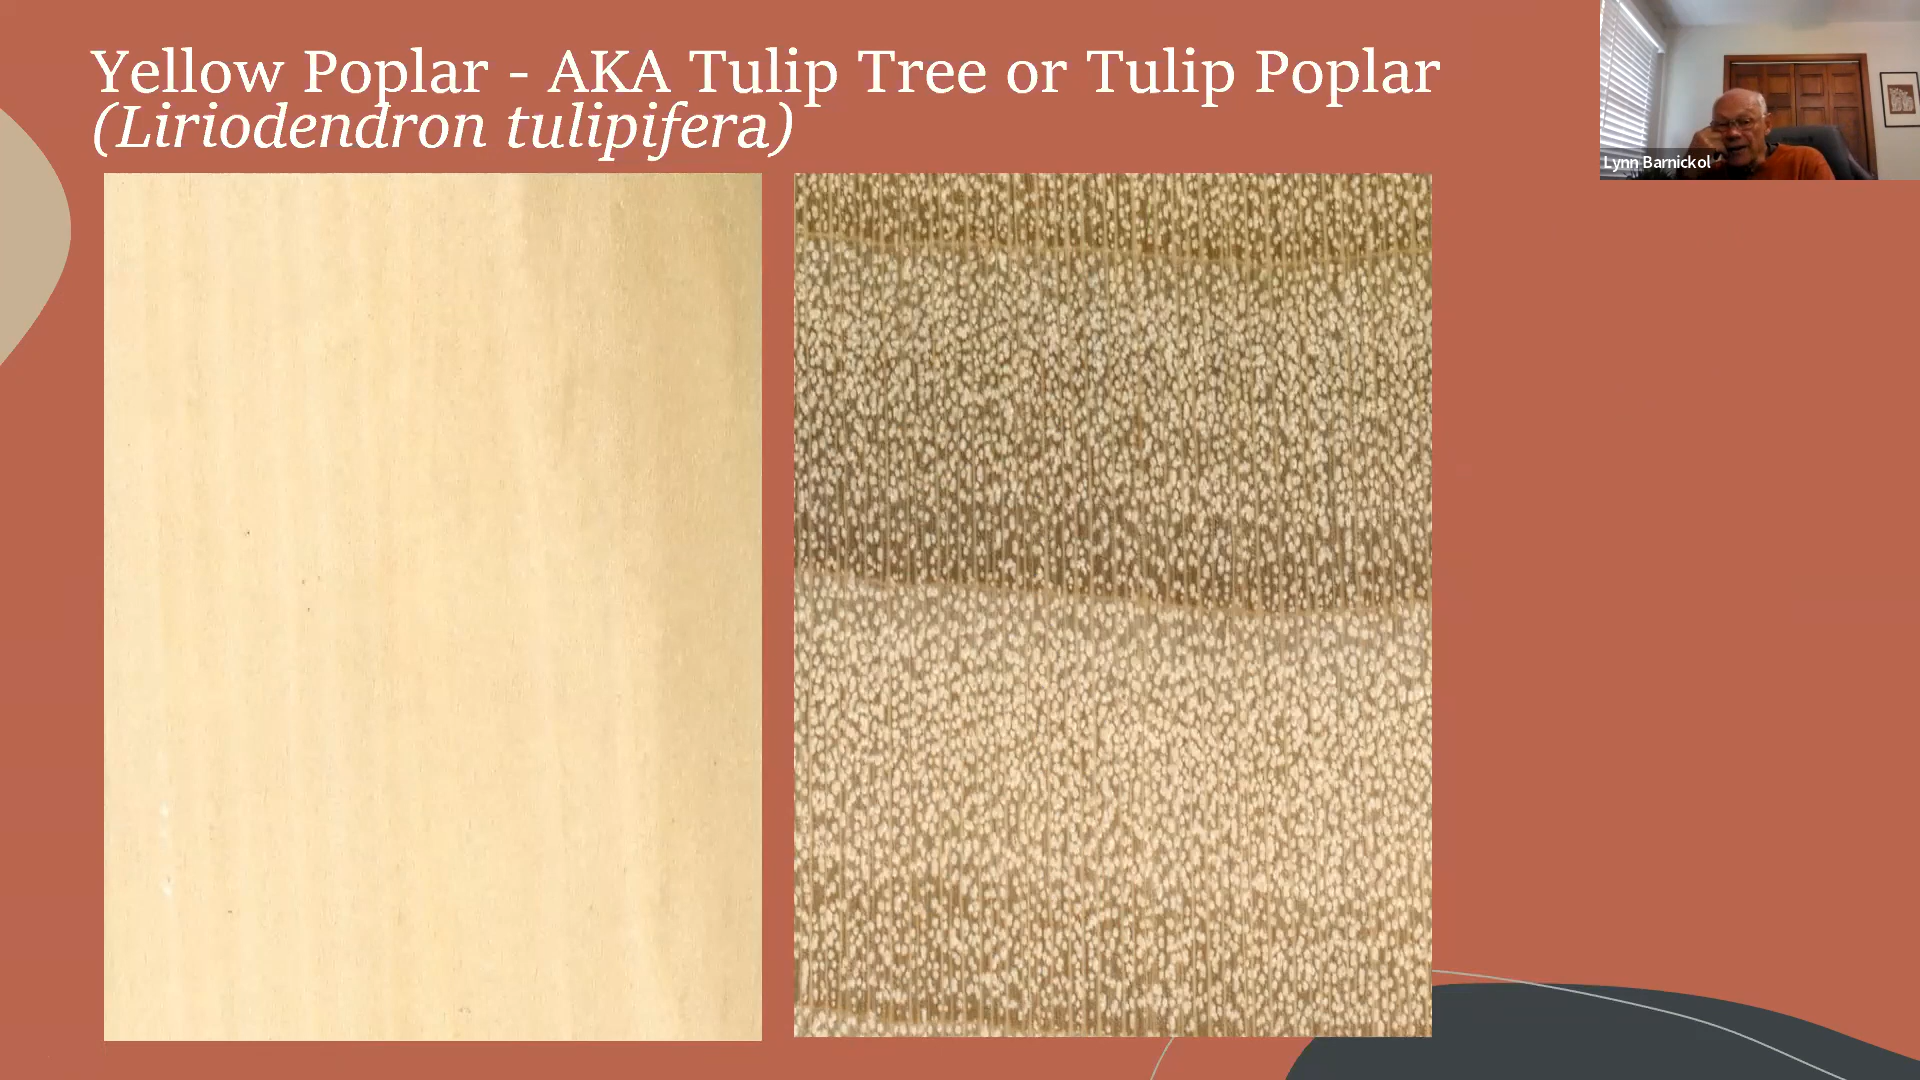 Yellow Poplar - AKA Tulip Tree or Tulip Poplar
(Liriodendron tulipifera)
Lynn Barnickol